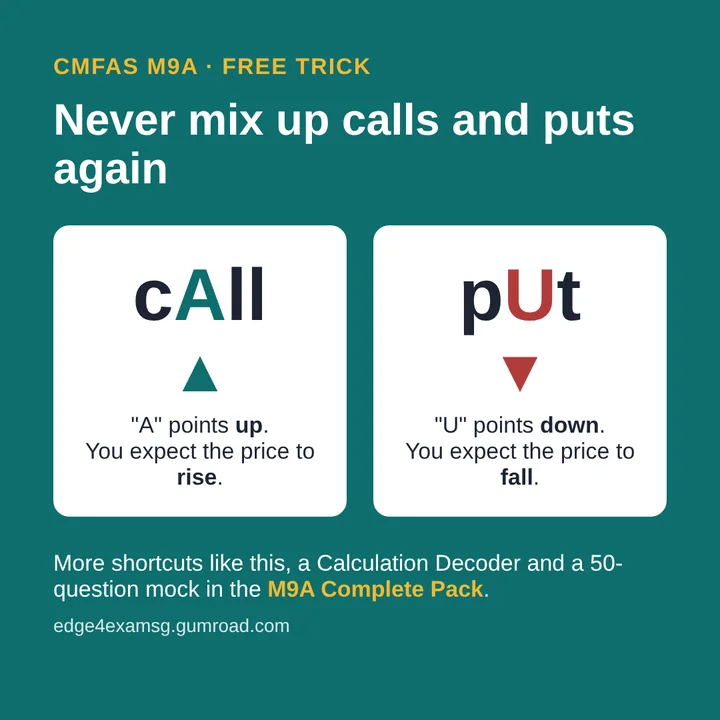 CMFAS M9A · FREE TRICK
Never mix up calls and puts
again
cAll
▲
"A" points up.
You expect the price to
rise.
pUt
▼
"U" points down.
You expect the price to
fall.
More shortcuts like this, a Calculation Decoder and a 50-
question mock in the M9A Complete Pack.
edge4examsg.gumroad.com